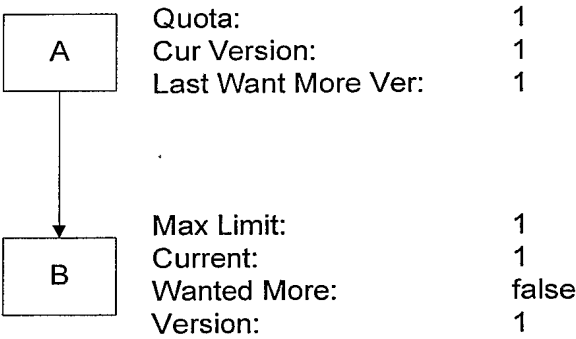 A
Quota: 1
Cur Version: 1
Last Want More Ver: 1
B
Max Limit: 1
Current: 1
Wanted More: false
Version: 1